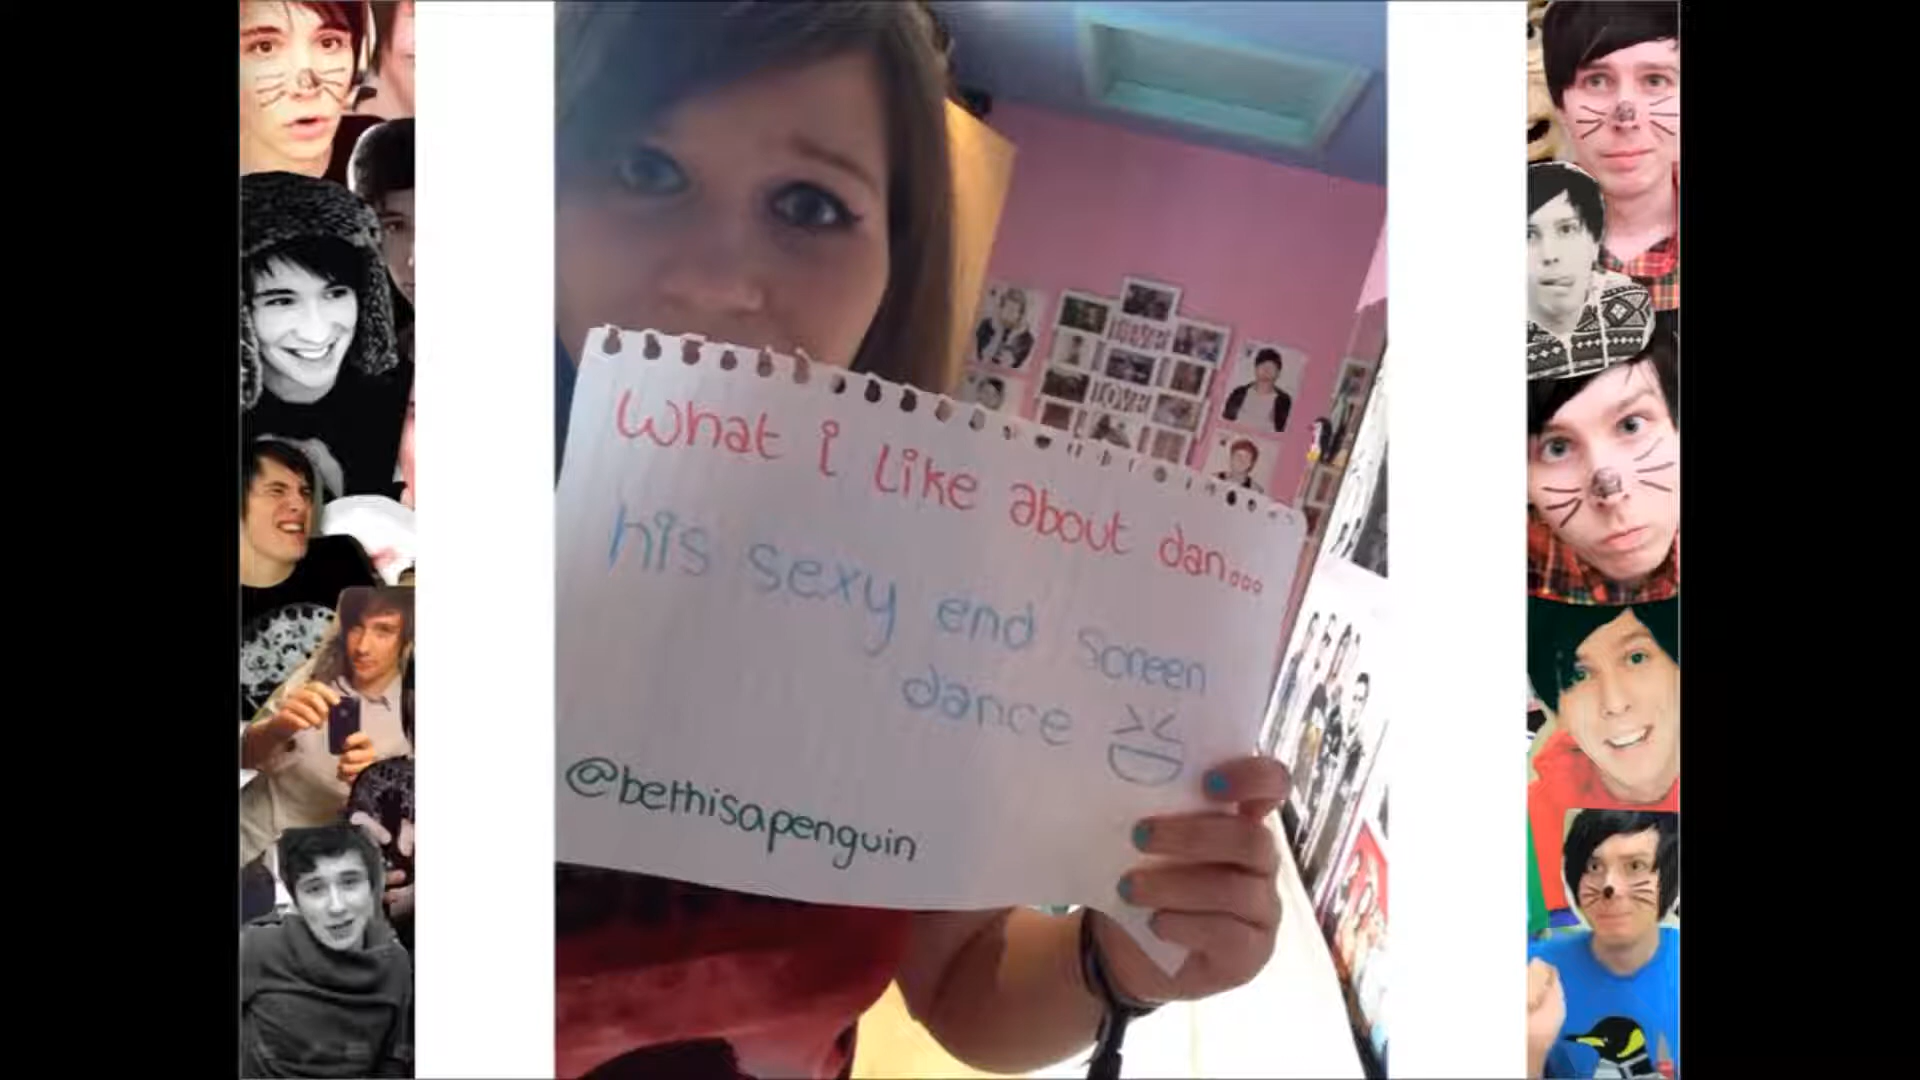 What i like about dan...
his sexy end screen
dance
@bethisapenguin